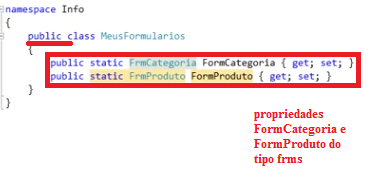 namespace Info
{
public class MeusFormularios
{
public static FrmCategoria FormCategoria { get; set; }
public static FrmProduto FormProduto { get; set; }
}
}
propriedades
FormCategoria e
FormProduto do
tipo frms